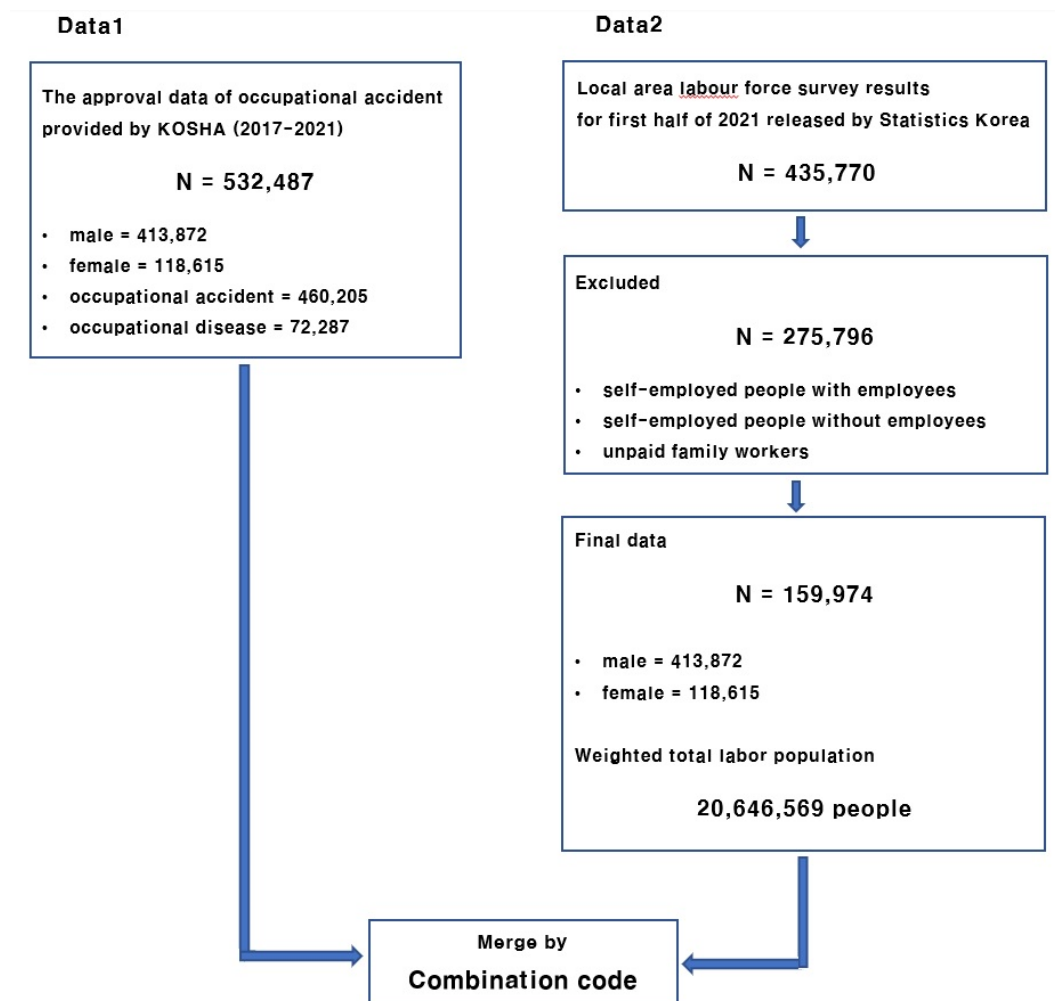 Data1
The approval data of occupational accident
provided by KOSHA (2017-2021)
N = 532,487
• male = 413,872
• female = 118,615
• occupational accident = 460,205
• occupational disease = 72,287
Data2
Local area labour force survey results
for first half of 2021 released by Statistics Korea
N = 435,770
Excluded
N = 275,796
• self-employed people with employees
• self-employed people without employees
• unpaid family workers
Final data
N = 159,974
• male = 413,872
• female = 118,615
Weighted total labor population
20,646,569 people
Merge by
Combination code